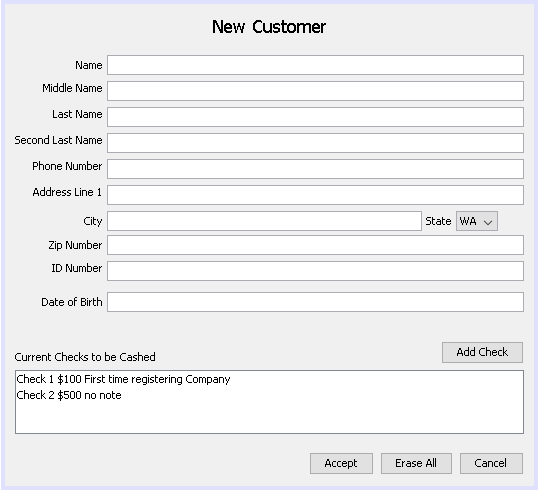 New Customer
Name
Middle Name
Last Name
Second Last Name
Phone Number
Address Line 1
City State WA
Zip Number
ID Number
Date of Birth
Add Check
Current Checks to be Cashed
Check 1 $100 First time registering Company
Check 2 $500 no note
Accept Erase All Cancel